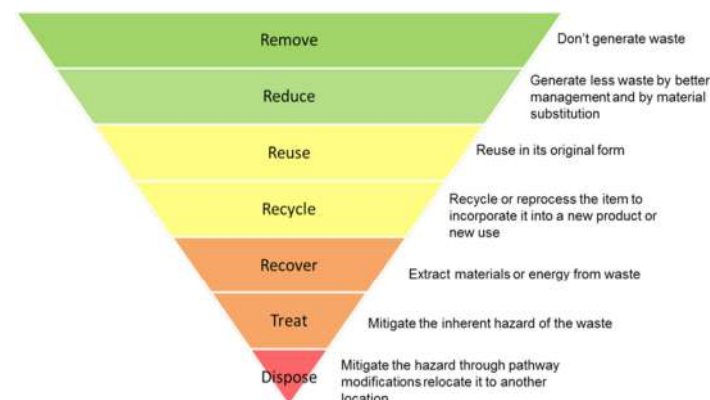 Remove
Don't generate waste
Reduce
Generate less waste by better
management and by material
substitution
Reuse
Reuse in its original form
Recycle
Recycle or reprocess the item to
incorporate it into a new product or
new use
Recover
Extract materials or energy from waste
Treat
Mitigate the inherent hazard of the waste
Dispose
Mitigate the hazard through pathway
modifications relocate it to another
location